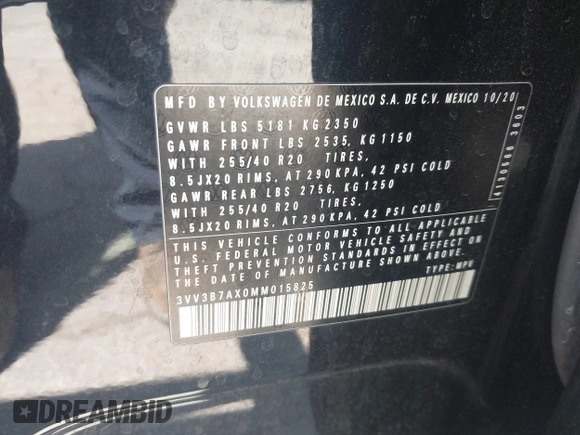 MFD BY VOLKSWAGEN DE MEXICO S.A. DE C.V. MEXICO 10/20
GVWR LBS 5181 KG 2350
GAWR FRONT LBS 2535, KG 1150
WITH 255/40 R20 TIRES,
8.5JX20 RIMS, AT 290 KPA, 42 PSI COLD
GAWR REAR LBS 2756, KG 1250
WITH 255/40 R20 TIRES,
8.5JX20 RIMS, AT 290 KPA, 42 PSI COLD
THIS VEHICLE CONFORMS TO ALL APPLICABLE
U.S. FEDERAL MOTOR VEHICLE SAFETY AND
THEFT PREVENTION STANDARDS IN EFFECT ON
THE DATE OF MANUFACTURE SHOWN ABOVE.
3VV3B7AX0MM015825
TYPE: MPV
DREAMBID